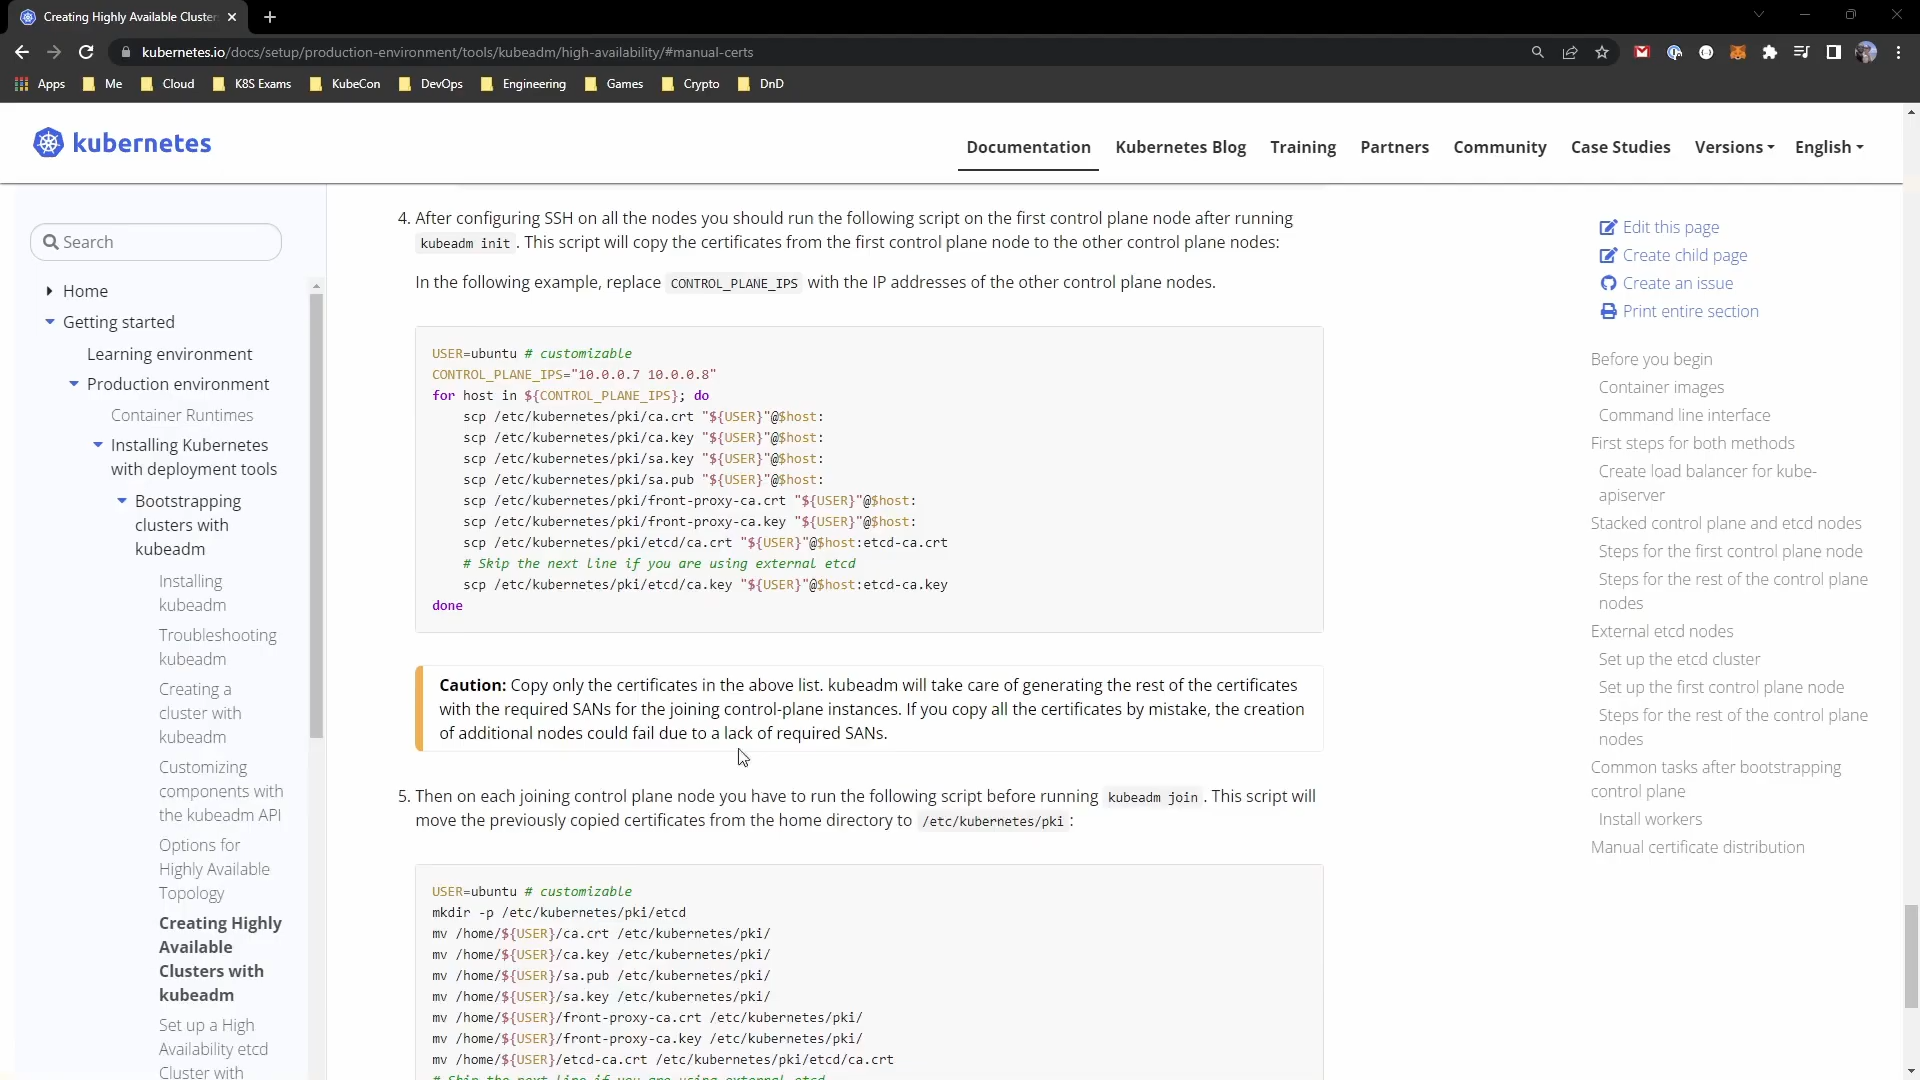 Creating Highly Available Cluster
kubernetes.io/docs/setup/production-environment/tools/kubeadm/high-availability/#manual-certs
Apps
Me
Cloud
K8S Exams
KubeCon
DevOps
Engineering
Games
Crypto
DnD
kubernetes
Documentation
Kubernetes Blog
Training
Partners
Community
Case Studies
Versions
English
Search
Home
Getting started
Learning environment
Production environment
Container Runtimes
Installing Kubernetes
with deployment tools
Bootstrapping
clusters with
kubeadm
Installing
kubeadm
Troubleshooting
kubeadm
Creating a
cluster with
kubeadm
Customizing
components with
the kubeadm API
Options for
Highly Available
Topology
Creating Highly
Available
Clusters with
kubeadm
Set up a High
Availability etcd
Cluster with
4. After configuring SSH on all the nodes you should run the following script on the first control plane node after running
kubeadm init . This script will copy the certificates from the first control plane node to the other control plane nodes:
In the following example, replace CONTROL_PLANE_IPS with the IP addresses of the other control plane nodes.
USER=ubuntu # customizable
CONTROL_PLANE_IPS="10.0.0.7 10.0.0.8"
for host in ${CONTROL_PLANE_IPS}; do
scp /etc/kubernetes/pki/ca.crt "${USER}"@$host:
scp /etc/kubernetes/pki/ca.key "${USER}"@$host:
scp /etc/kubernetes/pki/sa.key "${USER}"@$host:
scp /etc/kubernetes/pki/sa.pub "${USER}"@$host:
scp /etc/kubernetes/pki/front-proxy-ca.crt "${USER}"@$host:
scp /etc/kubernetes/pki/front-proxy-ca.key "${USER}"@$host:
scp /etc/kubernetes/pki/etcd/ca.crt "${USER}"@$host:etcd-ca.crt
# Skip the next line if you are using external etcd
scp /etc/kubernetes/pki/etcd/ca.key "${USER}"@$host:etcd-ca.key
done
Caution: Copy only the certificates in the above list. kubeadm will take care of generating the rest of the certificates
with the required SANs for the joining control-plane instances. If you copy all the certificates by mistake, the creation
of additional nodes could fail due to a lack of required SANs.
5. Then on each joining control plane node you have to run the following script before running kubeadm join . This script will
move the previously copied certificates from the home directory to /etc/kubernetes/pki :
USER=ubuntu # customizable
mkdir -p /etc/kubernetes/pki/etcd
mv /home/${USER}/ca.crt /etc/kubernetes/pki/
mv /home/${USER}/ca.key /etc/kubernetes/pki/
mv /home/${USER}/sa.pub /etc/kubernetes/pki/
mv /home/${USER}/sa.key /etc/kubernetes/pki/
mv /home/${USER}/front-proxy-ca.crt /etc/kubernetes/pki/
mv /home/${USER}/front-proxy-ca.key /etc/kubernetes/pki/
mv /home/${USER}/etcd-ca.crt /etc/kubernetes/pki/etcd/ca.crt
# Skip the next line if you are using external etcd
Edit this page
Create child page
Create an issue
Print entire section
Before you begin
Container images
Command line interface
First steps for both methods
Create load balancer for kube-
apiserver
Stacked control plane and etcd nodes
Steps for the first control plane node
Steps for the rest of the control plane
nodes
External etcd nodes
Set up the etcd cluster
Set up the first control plane node
Steps for the rest of the control plane
nodes
Common tasks after bootstrapping
control plane
Install workers
Manual certificate distribution